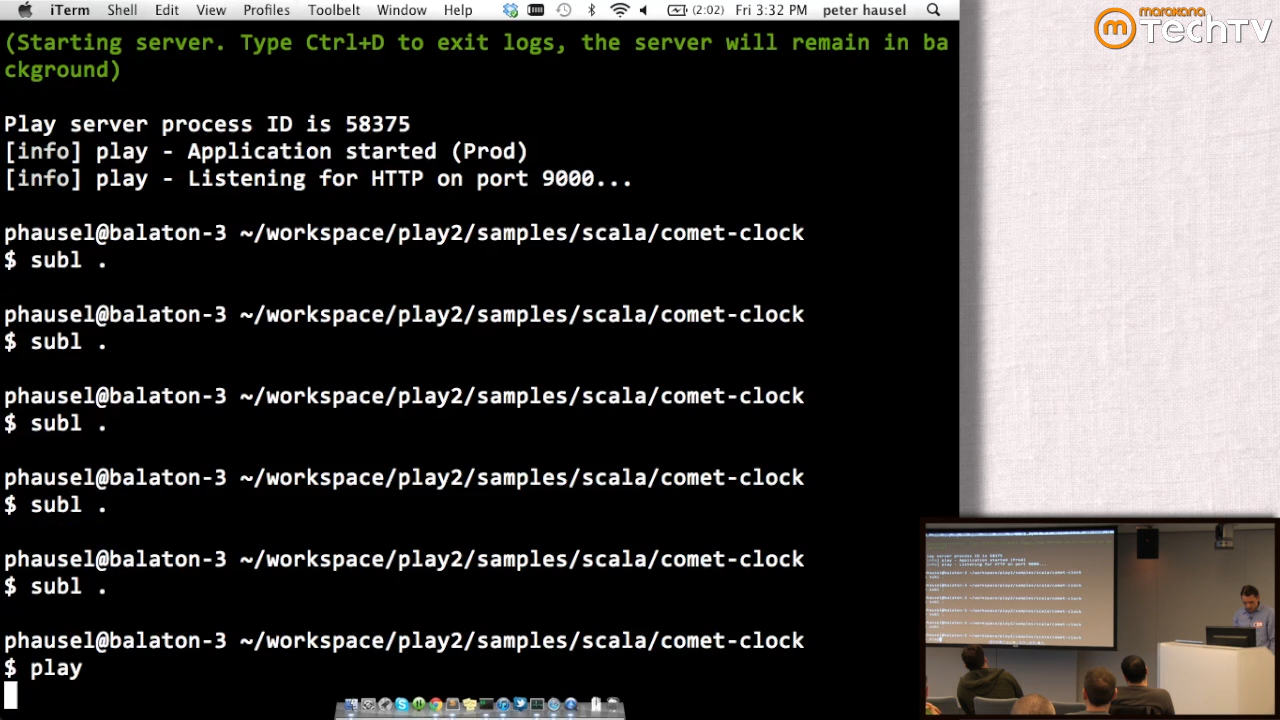 iTerm Shell Edit View Profiles Toolbelt Window Help (2:02) Fri 3:32 PM peter hausel
marakana
TechTV
(Starting server. Type Ctrl+D to exit logs, the server will remain in ba
ckground)
Play server process ID is 58375
[info] play - Application started (Prod)
[info] play - Listening for HTTP on port 9000...
phausel@balaton-3 ~/workspace/play2/samples/scala/comet-clock
$ subl .
phausel@balaton-3 ~/workspace/play2/samples/scala/comet-clock
$ subl .
phausel@balaton-3 ~/workspace/play2/samples/scala/comet-clock
$ subl .
phausel@balaton-3 ~/workspace/play2/samples/scala/comet-clock
$ subl .
phausel@balaton-3 ~/workspace/play2/samples/scala/comet-clock
$ subl .
phausel@balaton-3 ~/workspace/play2/samples/scala/comet-clock
$ play